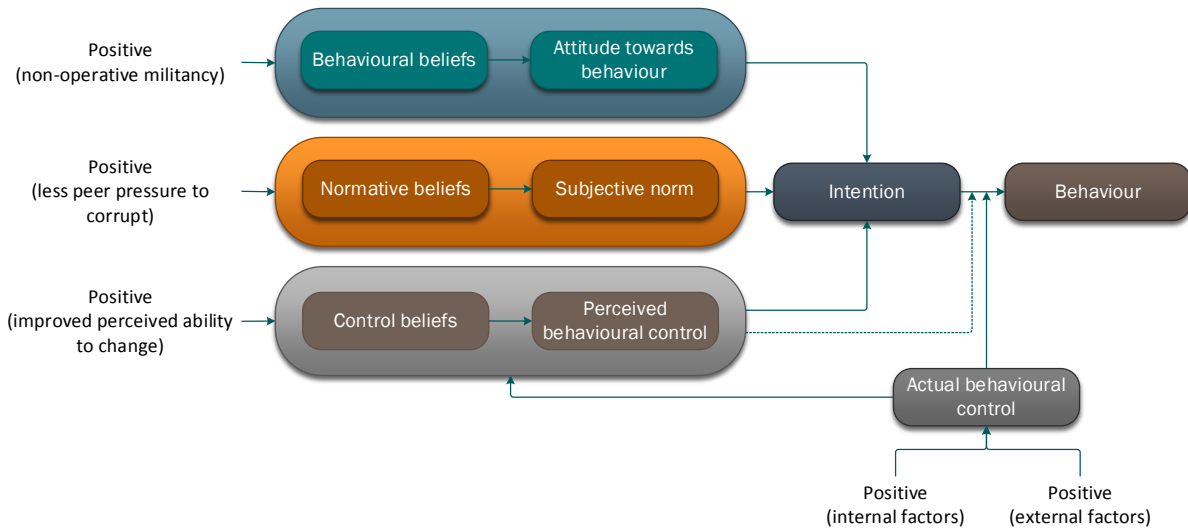 Positive
(non-operative militancy)
Behavioural beliefs
Attitude towards
behaviour
Positive
(less peer pressure to
corrupt)
Normative beliefs
Subjective norm
Intention
Behaviour
Positive
(improved perceived ability
to change)
Control beliefs
Perceived
behavioural control
Actual behavioural
control
Positive
(internal factors)
Positive
(external factors)